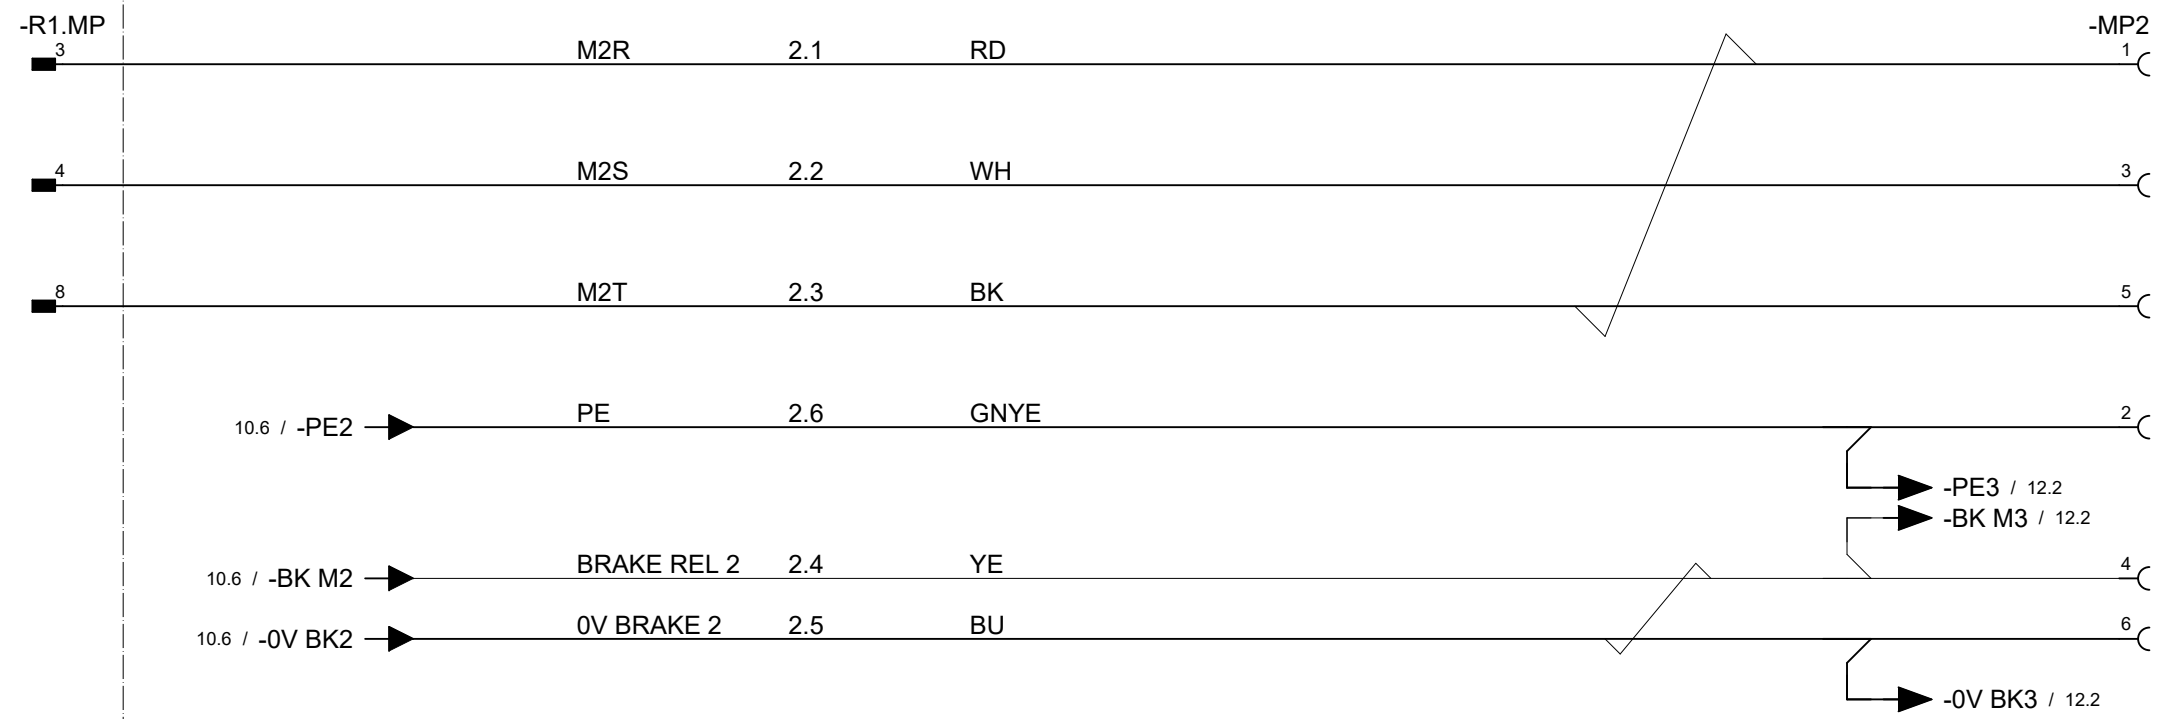 -R1.MP -MP2
3 M2R 2.1 RD 1
4 M2S 2.2 WH 3
8 M2T 2.3 BK 5
10.6 / -PE2 PE 2.6 GNYE 2
-PE3 / 12.2
-BK M3 / 12.2
10.6 / -BK M2 BRAKE REL 2 2.4 YE 4
10.6 / -0V BK2 0V BRAKE 2 2.5 BU 6
-0V BK3 / 12.2